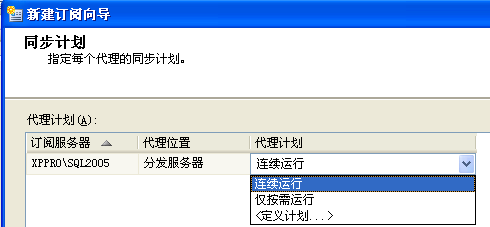 新建订阅向导
同步计划
指定每个代理的同步计划。
代理计划(A):
订阅服务器 代理位置 代理计划
XPPRO\SQL2005 分发服务器 连续运行
连续运行
仅按需运行
<定义计划...>